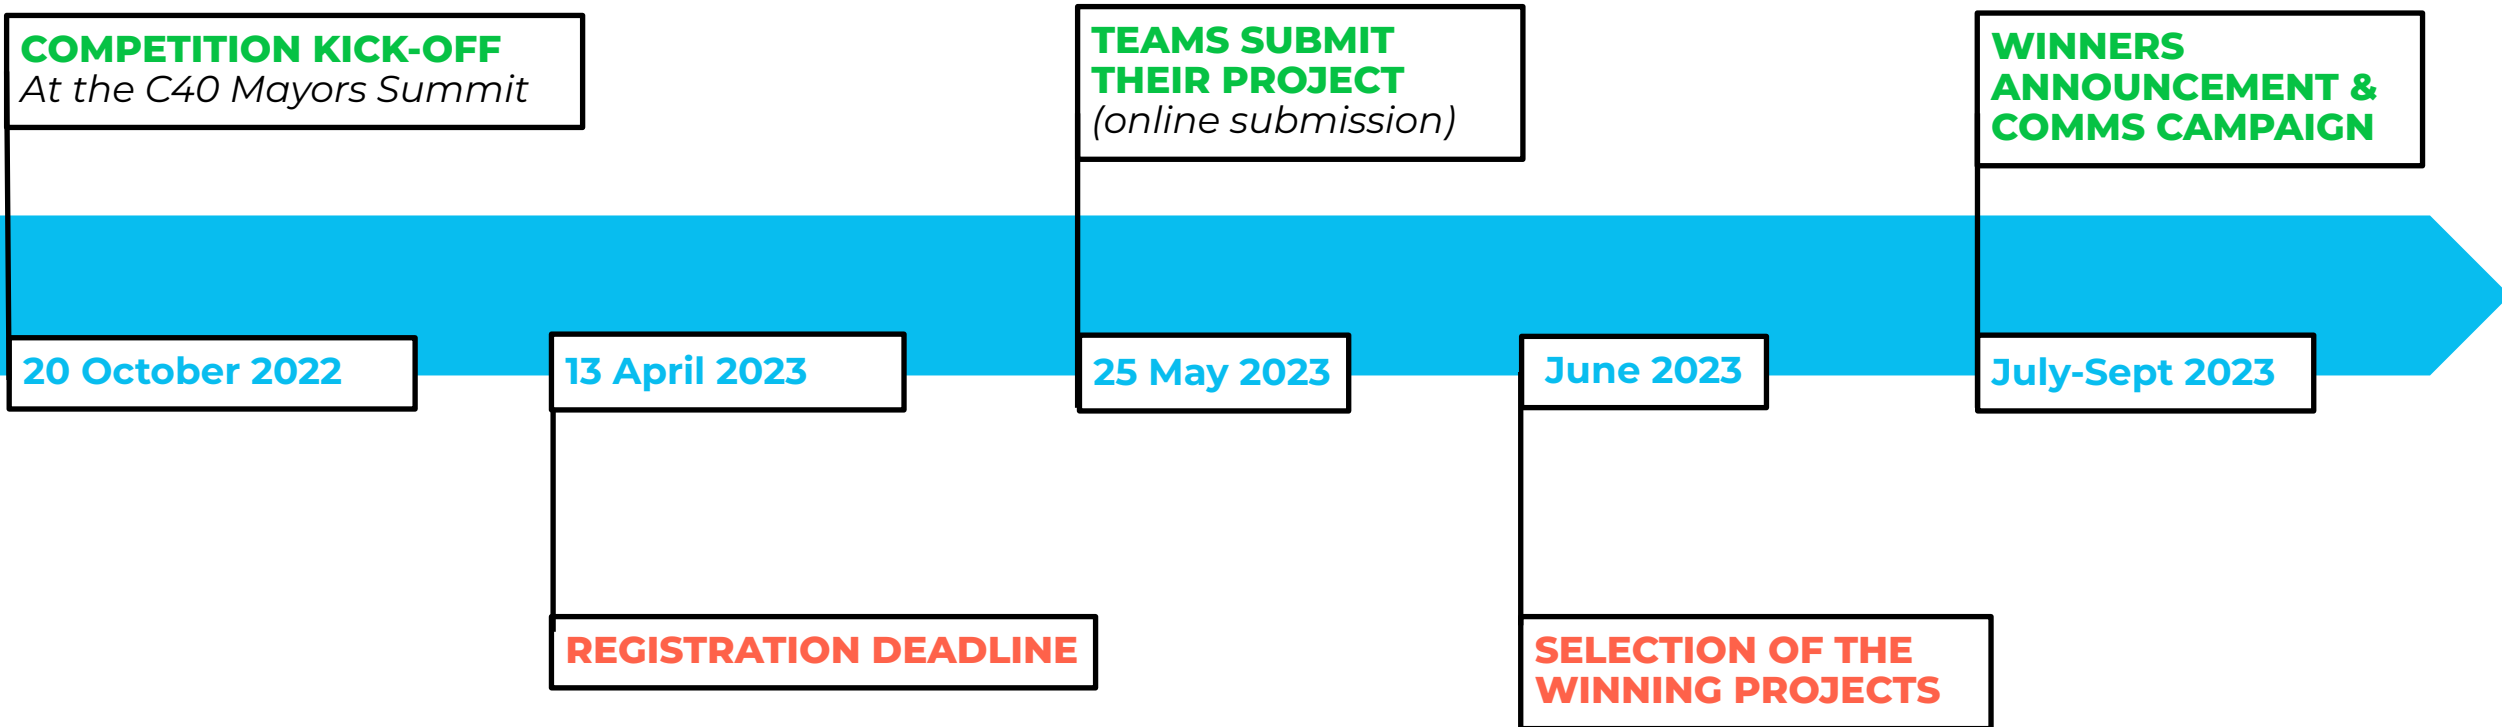 COMPETITION KICK-OFF
At the C40 Mayors Summit
TEAMS SUBMIT
THEIR PROJECT
(online submission)
WINNERS
ANNOUNCEMENT &
COMMS CAMPAIGN
20 October 2022
13 April 2023
25 May 2023
June 2023
July-Sept 2023
REGISTRATION DEADLINE
SELECTION OF THE
WINNING PROJECTS